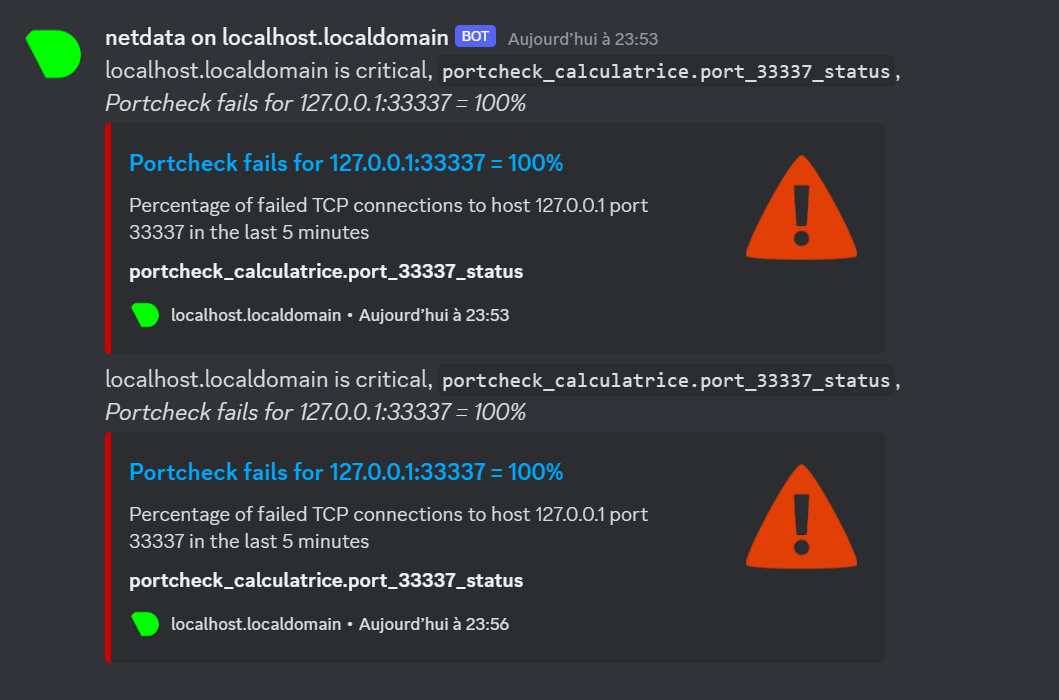 netdata on localhost.localdomain BOT Aujourd'hui à 23:53
localhost.localdomain is critical, portcheck_calculatrice.port_33337_status,
Portcheck fails for 127.0.0.1:33337 = 100%
Portcheck fails for 127.0.0.1:33337 = 100%
Percentage of failed TCP connections to host 127.0.0.1 port
33337 in the last 5 minutes
portcheck_calculatrice.port_33337_status
localhost.localdomain • Aujourd'hui à 23:53
localhost.localdomain is critical, portcheck_calculatrice.port_33337_status,
Portcheck fails for 127.0.0.1:33337 = 100%
Portcheck fails for 127.0.0.1:33337 = 100%
Percentage of failed TCP connections to host 127.0.0.1 port
33337 in the last 5 minutes
portcheck_calculatrice.port_33337_status
localhost.localdomain • Aujourd'hui à 23:56